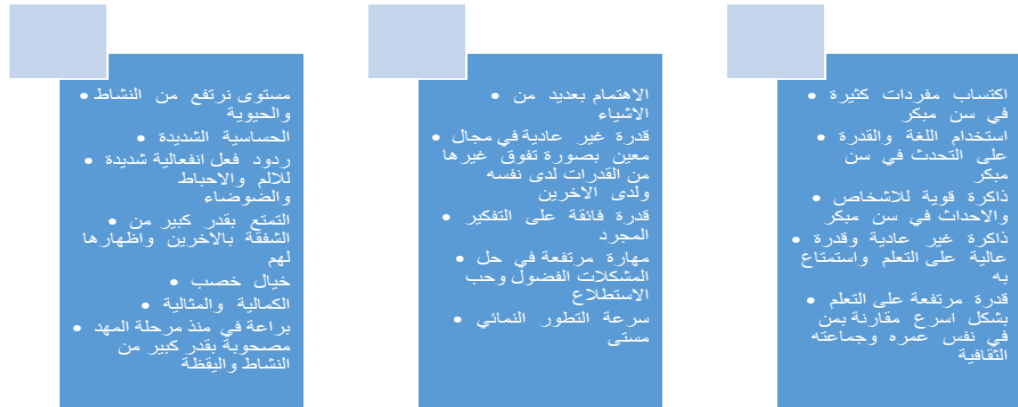 اكتساب مفردات كثيرة
في سن مبكر
استخدام اللغة والقدرة
على التحدث في سن
مبكر
ذاكرة قوية للاشخاص
والاحداث في سن مبكر
ذاكرة غير عادية وقدرة
عالية على التعلم واستمتاع
به
قدرة مرتفعة على التعلم
بشكل اسرع مقارنة بمن
في نفس عمره وجماعته
الثقافية
الاهتمام بعديد من
الاشياء
قدرة غير عادية في مجال
معين بصورة تفوق غيرها
من القدرات لدى نفسه
ولدى الاخرين
قدرة فائقة على التفكير
المجرد
مهارة مرتفعة في حل
المشكلات الفضول وحب
الاستطلاع
سرعة التطور النمائي
مستى
مستوى نرتفع من النشاط
والحيوية
الحساسية الشديدة
ردود فعل انفعالية شديدة
للالم والاحباط
والضوضاء
التمتع بقدر كبير من
الشفقة بالاخرين واظهارها
لهم
خيال خصب
الكمالية والمثالية
براعة في منذ مرحلة المهد
مصحوبة بقدر كبير من
النشاط واليقظة